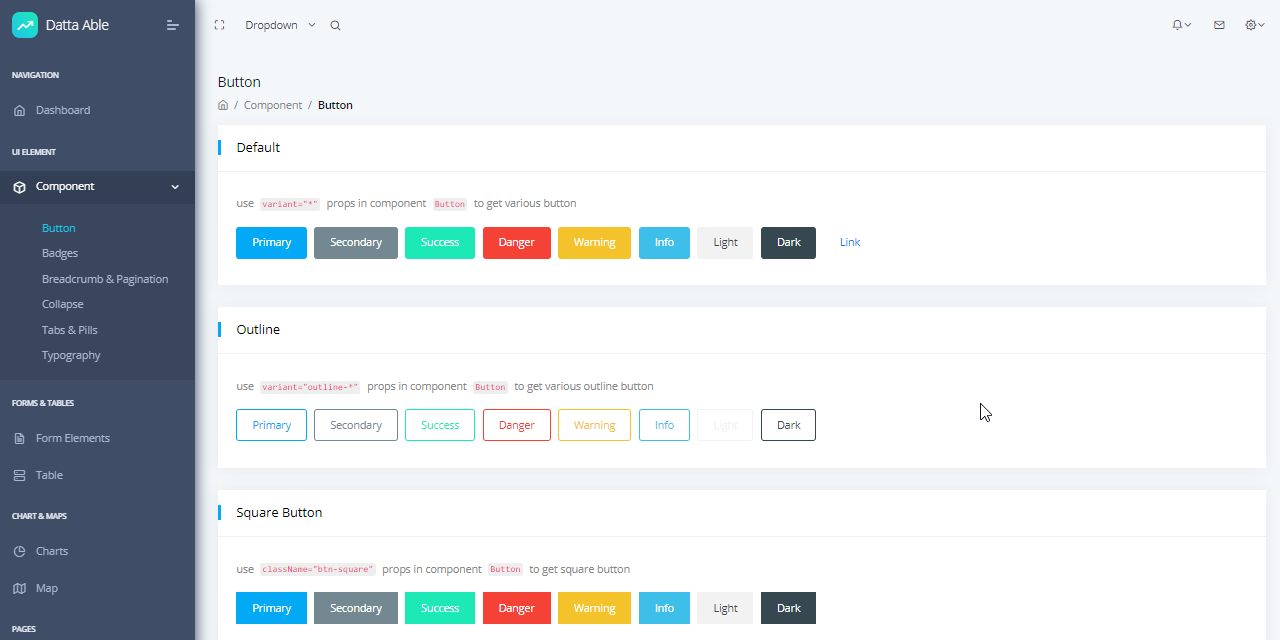 Datta Able
Dropdown
NAVIGATION
Dashboard
UI ELEMENT
Component
Button
Badges
Breadcrumb & Pagination
Collapse
Tabs & Pills
Typography
FORMS & TABLES
Form Elements
Table
CHART & MAPS
Charts
Map
PAGES
Button
/ Component / Button
Default
use variant="*" props in component Button to get various button
Primary Secondary Success Danger Warning Info Light Dark Link
Outline
use variant="outline-*" props in component Button to get various outline button
Primary Secondary Success Danger Warning Info Light Dark
Square Button
use className="btn-square" props in component Button to get square button
Primary Secondary Success Danger Warning Info Light Dark